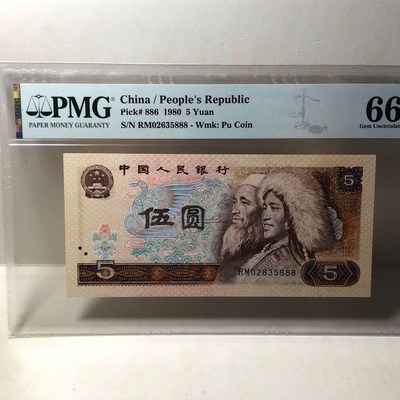 PMG
PAPER MONEY GUARANTY
China / People's Republic
Pick# 886 1980 5 Yuan
S/N RM02635888 - Wmk: Pu Coin
66
Gem Uncirculated
中国人民银行
5
伍圆
5
RM02635888
5